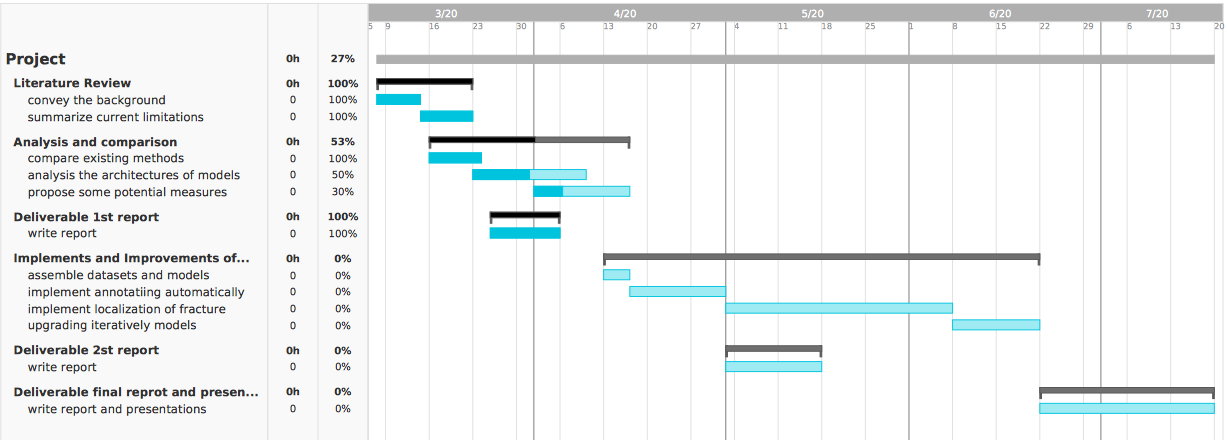 3/20 4/20 5/20 6/20 7/20
5 9 16 23 30 6 13 20 27 4 11 18 25 1 8 15 22 29 6 13 20
Project 0h 27%
Literature Review 0h 100%
convey the background 0 100%
summarize current limitations 0 100%
Analysis and comparison 0h 53%
compare existing methods 0 100%
analysis the architectures of models 0 50%
propose some potential measures 0 30%
Deliverable 1st report 0h 100%
write report 0 100%
Implements and Improvements of... 0h 0%
assemble datasets and models 0 0%
implement annotatiing automatically 0 0%
implement localization of fracture 0 0%
upgrading iteratively models 0 0%
Deliverable 2st report 0h 0%
write report 0 0%
Deliverable final reprot and presen... 0h 0%
write report and presentations 0 0%